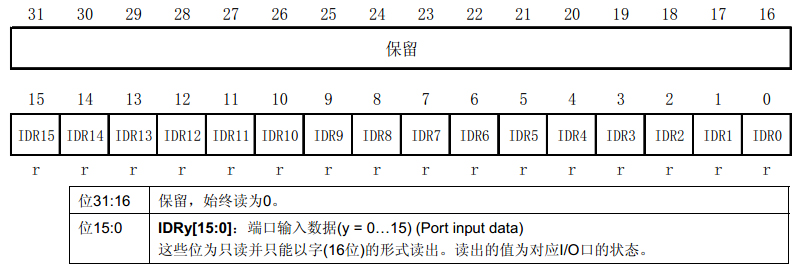 31 30 29 28 27 26 25 24 23 22 21 20 19 18 17 16
保留
15 14 13 12 11 10 9 8 7 6 5 4 3 2 1 0
IDR15 IDR14 IDR13 IDR12 IDR11 IDR10 IDR9 IDR8 IDR7 IDR6 IDR5 IDR4 IDR3 IDR2 IDR1 IDR0
r r r r r r r r r r r r r r r r
位31:16 保留，始终读为0。
位15:0 IDRy[15:0]：端口输入数据(y = 0…15) (Port input data)
这些位为只读并只能以字(16位)的形式读出。读出的值为对应I/O口的状态。